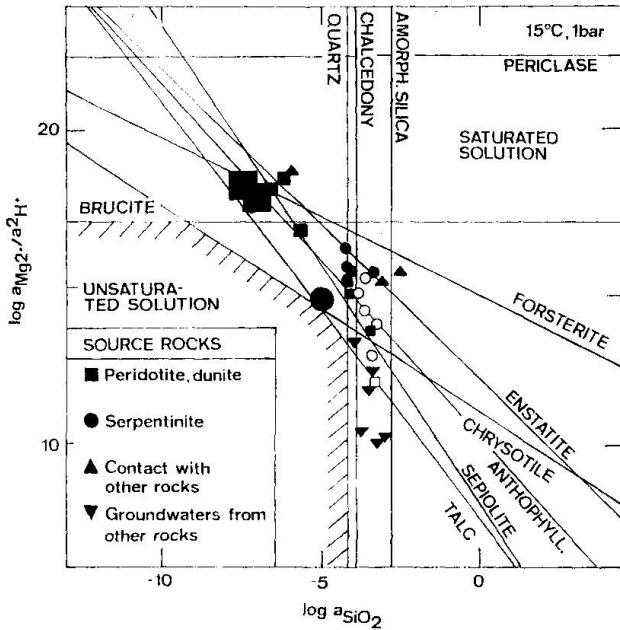 15°C, 1bar
QUARTZ
CHALCEDONY
AMORPH. SILICA
PERICLASE
SATURATED
SOLUTION
20
BRUCITE
UNSATURA-
TED SOLUTION
log aMg2+/a2H+
FORSTERITE
SOURCE ROCKS
Peridotite, dunite
Serpentinite
Contact with
other rocks
Groundwaters from
other rocks
10
ENSTATITE
CHRYSOTILE
ANTHOPHYLL.
SEPIOLITE
TALC
-10
-5
0
log aSiO2